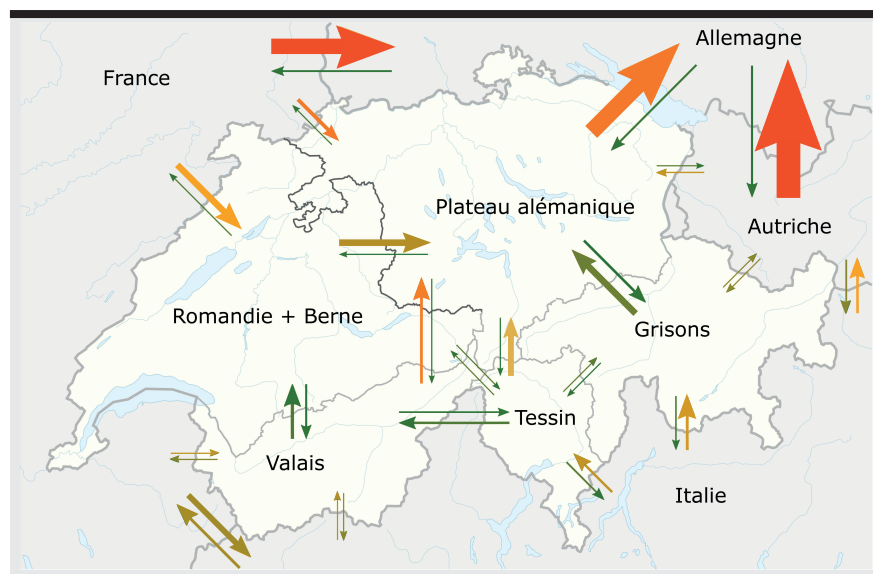 Allemagne
France
Plateau alémanique
Autriche
Romandie + Berne
Grisons
Tessin
Valais
Italie